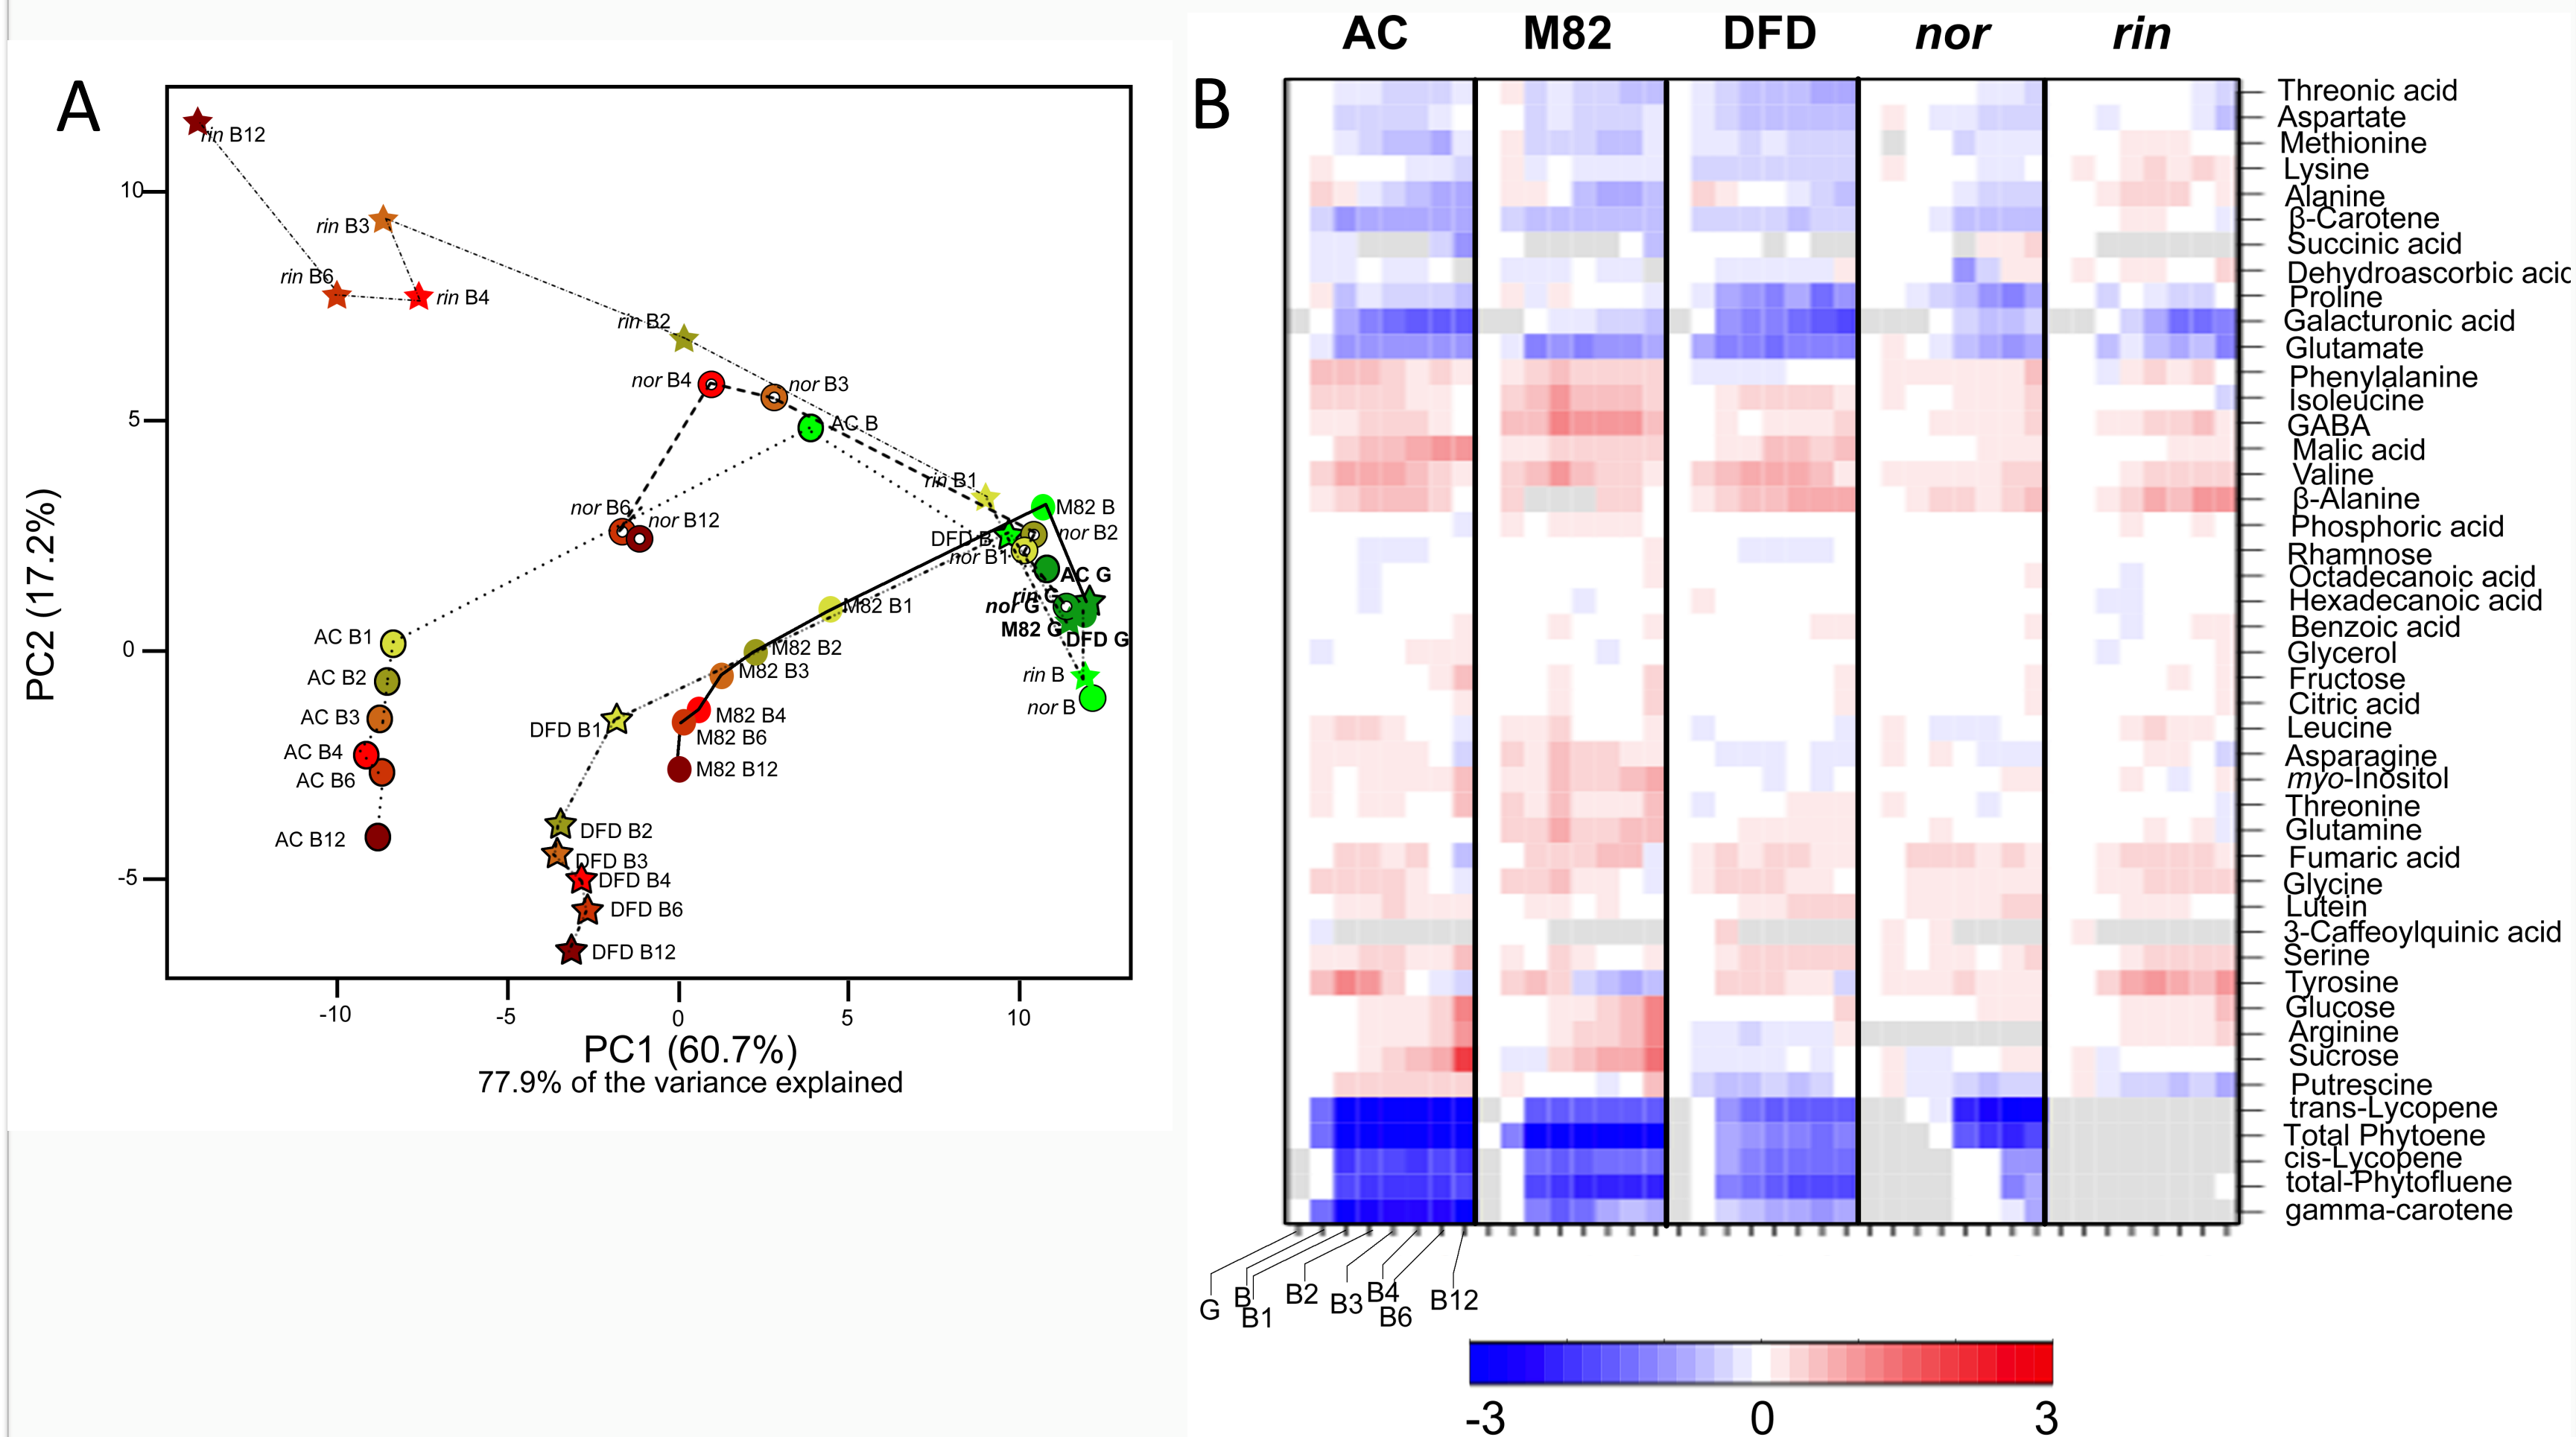 A
rin B12
10
rin B3
rin B6
rin B4
rin B2
nor B4
nor B3
5
AC B
rin B1
nor B6
nor B12
M82 B
DFD B
nor B2
nor B1
AC G
rin G
nor G
M82 B1
M82 G
DFD G
AC B1
0
M82 B2
AC B2
M82 B3
rin B
nor B
AC B3
DFD B1
M82 B4
M82 B6
AC B4
AC B6
M82 B12
DFD B2
AC B12
DFD B3
-5
DFD B4
DFD B6
DFD B12
PC2 (17.2%)
-10
-5
0
5
10
PC1 (60.7%)
77.9% of the variance explained
B
AC M82 DFD nor rin
Threonic acid
Aspartate
Methionine
Lysine
Alanine
β-Carotene
Succinic acid
Dehydroascorbic acid
Proline
Galacturonic acid
Glutamate
Phenylalanine
Isoleucine
GABA
Malic acid
Valine
β-Alanine
Phosphoric acid
Rhamnose
Octadecanoic acid
Hexadecanoic acid
Benzoic acid
Glycerol
Fructose
Citric acid
Leucine
Asparagine
myo-Inositol
Threonine
Glutamine
Fumaric acid
Glycine
Lutein
3-Caffeoylquinic acid
Serine
Tyrosine
Glucose
Arginine
Sucrose
Putrescine
trans-Lycopene
Total Phytoene
cis-Lycopene
total-Phytofluene
gamma-carotene
G
B
B1
B2
B3
B4
B6
B12
-3 0 3